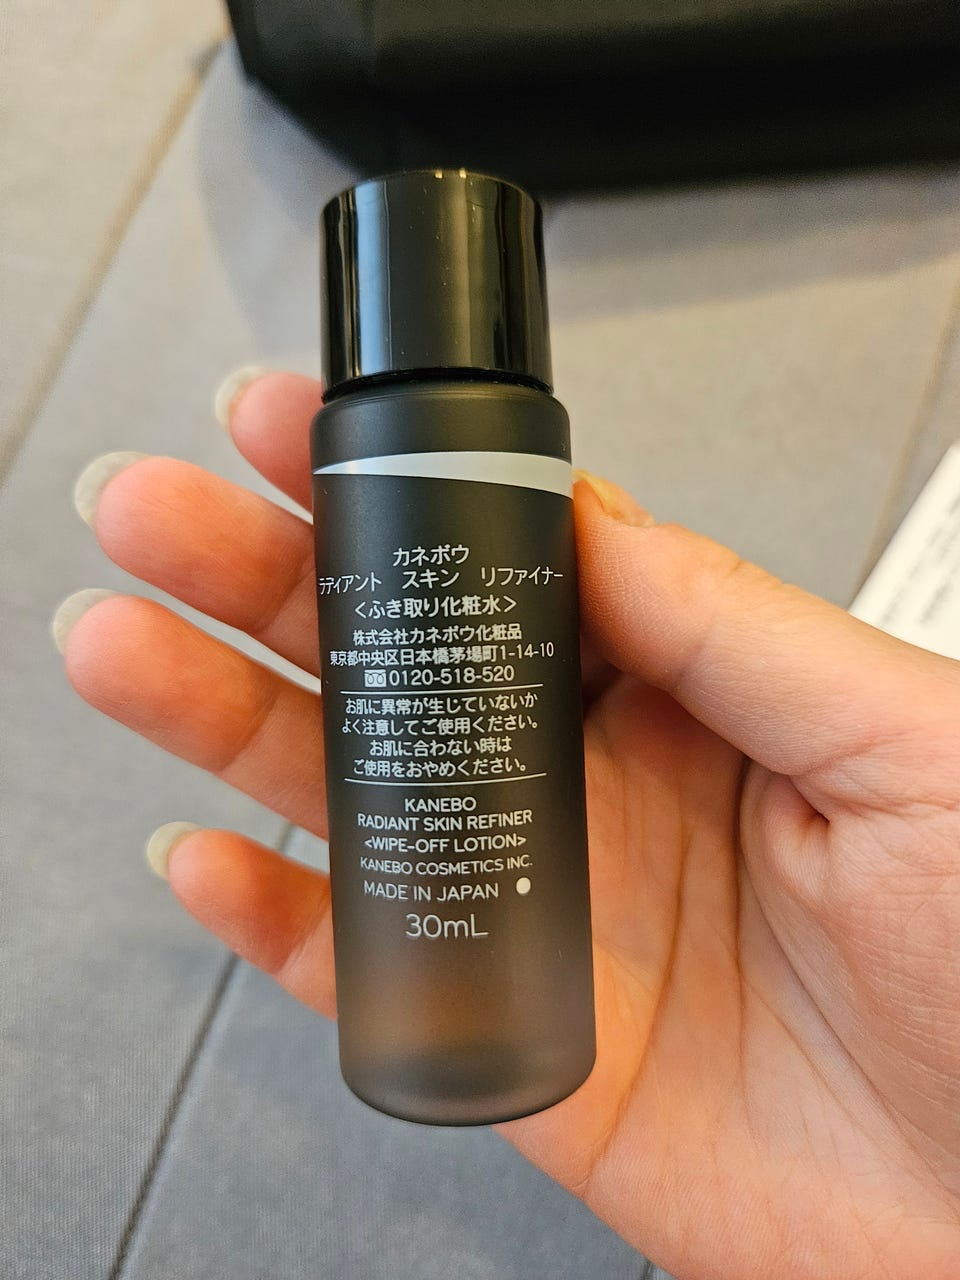 カネボウ
ラディアント スキン リファイナー
<ふき取り化粧水>
株式会社カネボウ化粧品
東京都中央区日本橋茅場町1-14-10
0120-518-520
お肌に異常が生じていないか
よく注意してご使用ください。
お肌に合わない時は
ご使用をおやめください。
KANEBO
RADIANT SKIN REFINER
<WIPE-OFF LOTION>
KANEBO COSMETICS INC.
MADE IN JAPAN
30mL